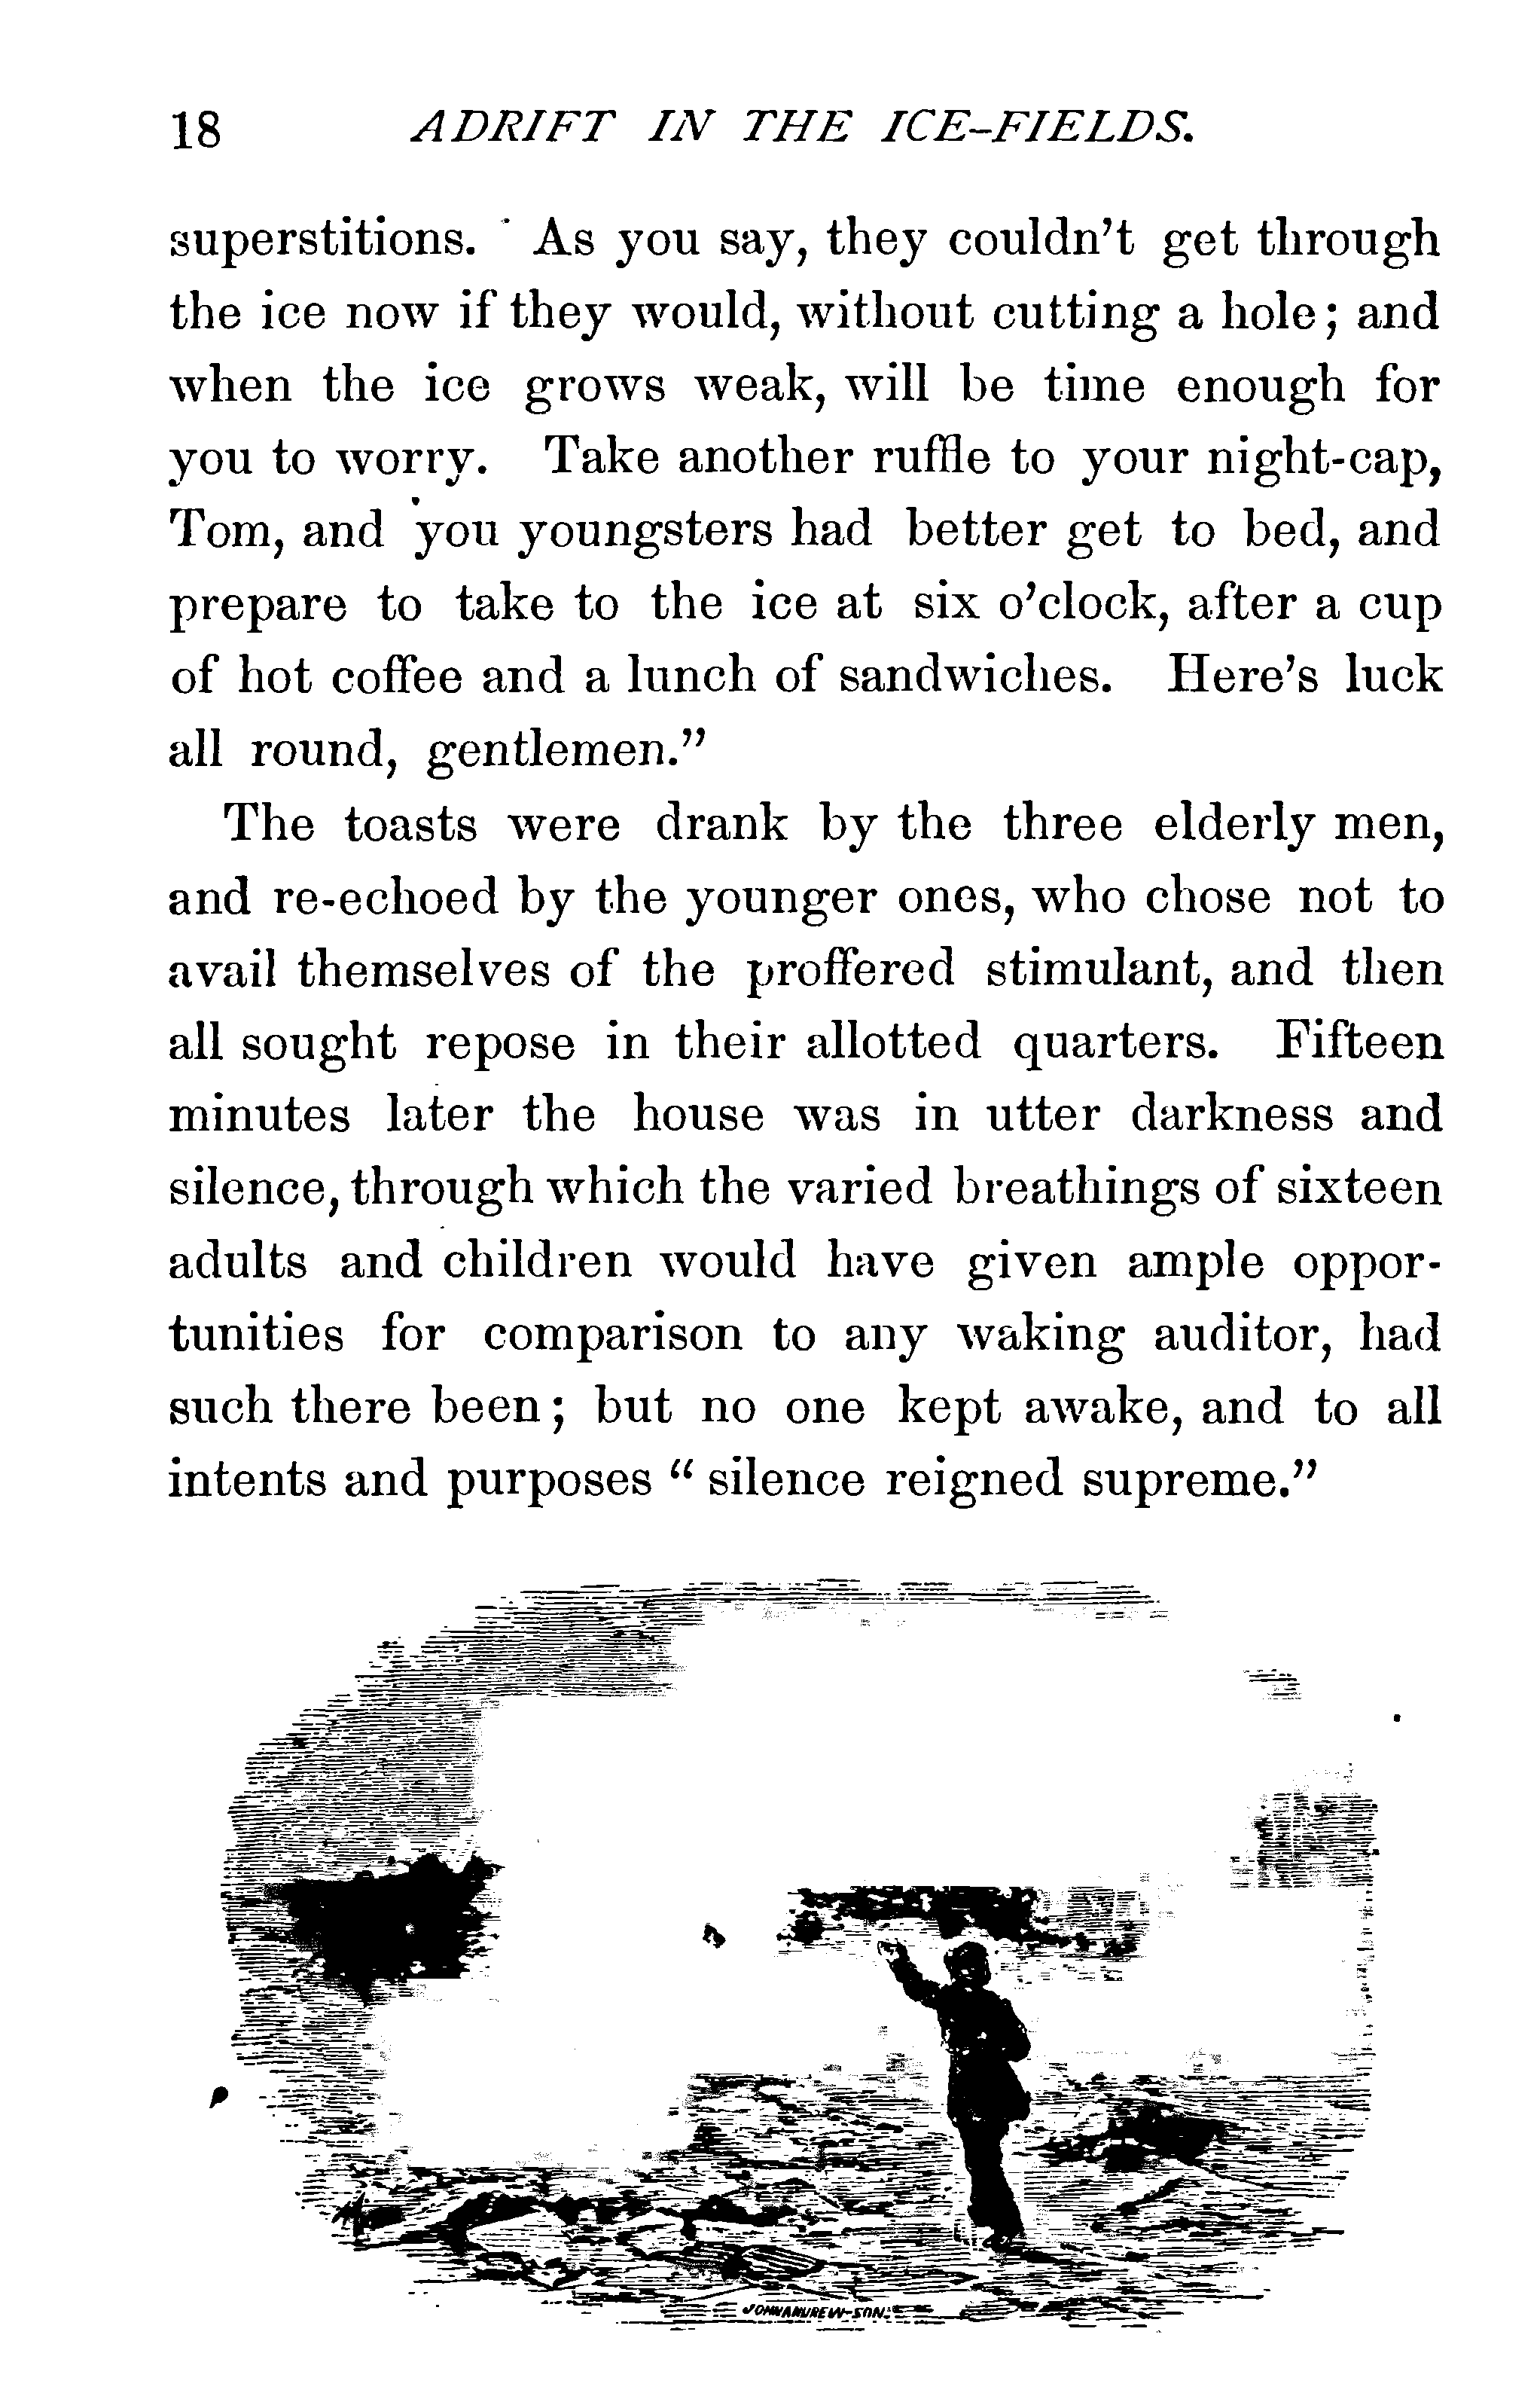 18 ADRIFT IN THE ICE-FIELDS.
superstitions. As you say, they couldn't get through
the ice now if they would, without cutting a hole; and
when the ice grows weak, will be time enough for
you to worry. Take another ruffle to your night-cap,
Tom, and you youngsters had better get to bed, and
prepare to take to the ice at six o'clock, after a cup
of hot coffee and a lunch of sandwiches. Here's luck
all round, gentlemen."
The toasts were drank by the three elderly men,
and re-echoed by the younger ones, who chose not to
avail themselves of the proffered stimulant, and then
all sought repose in their allotted quarters. Fifteen
minutes later the house was in utter darkness and
silence, through which the varied breathings of sixteen
adults and children would have given ample oppor-
tunities for comparison to any waking auditor, had
such there been; but no one kept awake, and to all
intents and purposes "silence reigned supreme."
JOHN ANDREW-SON.